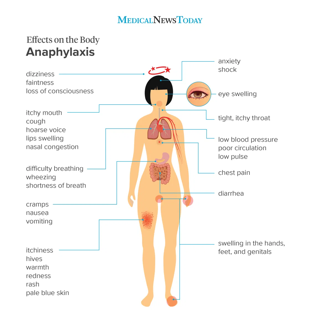 MEDICALNEWSTODAY
Effects on the Body
Anaphylaxis
dizziness
faintness
loss of consciousness
itchy mouth
cough
hoarse voice
lips swelling
nasal congestion
difficulty breathing
wheezing
shortness of breath
cramps
nausea
vomiting
itchiness
hives
warmth
redness
rash
pale blue skin
anxiety
shock
eye swelling
tight, itchy throat
low blood pressure
poor circulation
low pulse
chest pain
diarrhea
swelling in the hands,
feet, and genitals